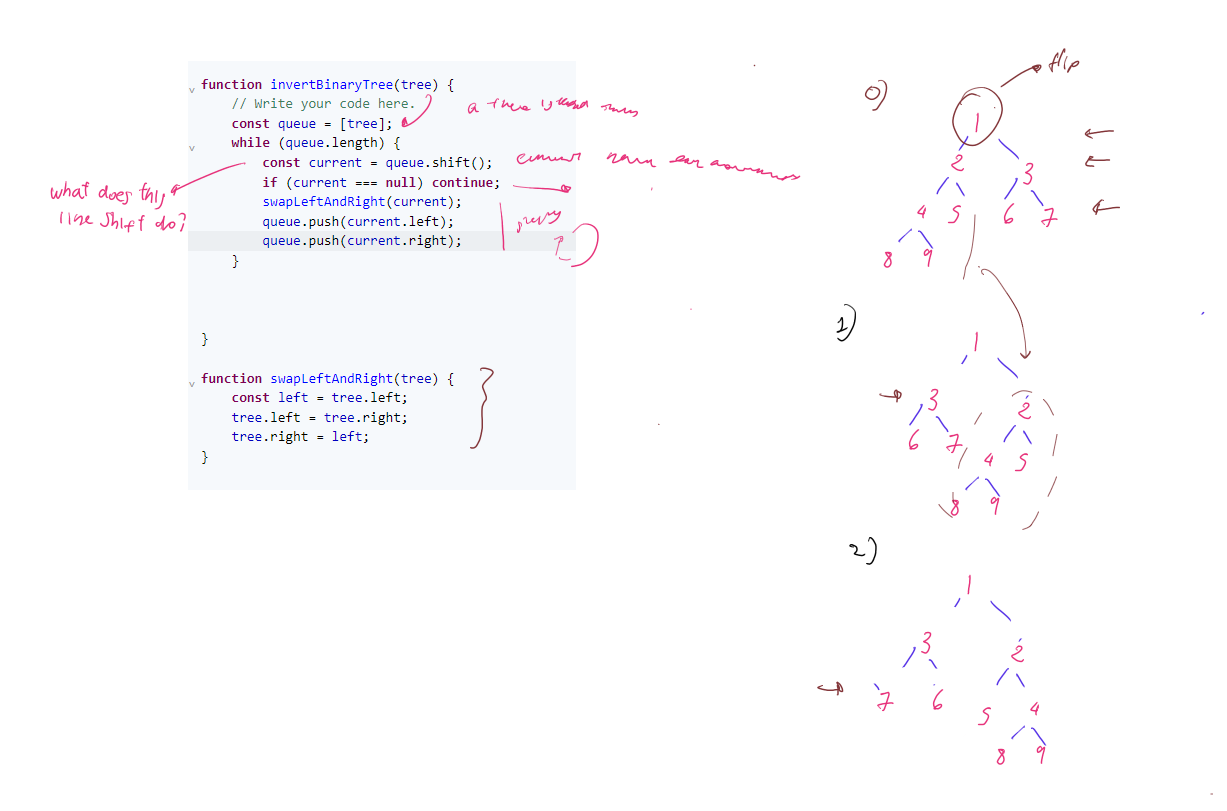 function invertBinaryTree(tree) {
// Write your code here.
const queue = [tree];
while (queue.length) {
const current = queue.shift();
if (current === null) continue;
swapLeftAndRight(current);
queue.push(current.left);
queue.push(current.right);
}
}
function swapLeftAndRight(tree) {
const left = tree.left;
tree.left = tree.right;
tree.right = left;
}
what does this
line shift do?
a there
current
0)
flip
1
2 3
4 5 6 7
8 9
1)
1
3 2
6 7 4 5
8 9
2)
1
3 2
7 6 5 4
8 9